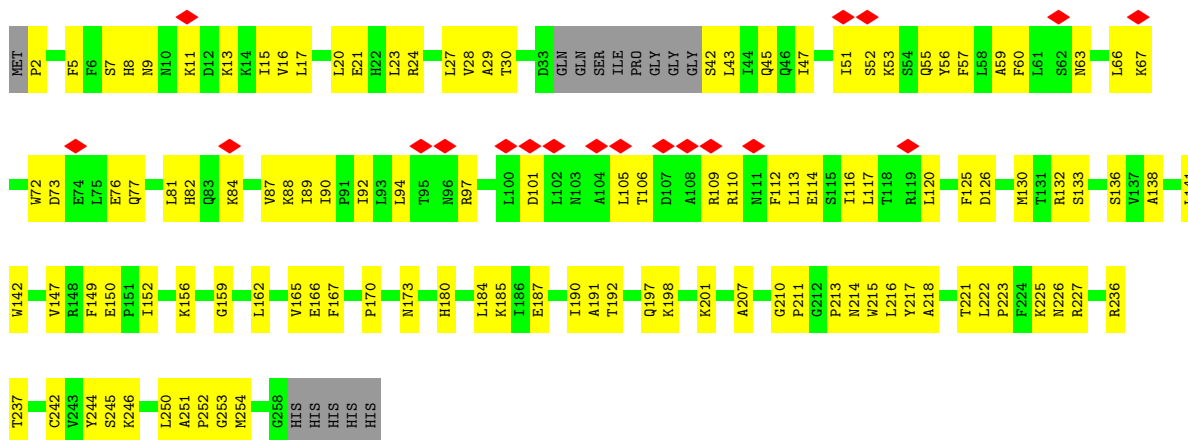 MET P2 F5 F6 S7 H8 N9 N10 K11 D12 K13 K14 I15 V16 L17 L20 E21 H22 L23 R24 L27 V28 A29 T30 D33 GLN GLN SER ILE PRO GLY GLY GLY S42 L43 I44 Q45 Q46 I47 I51 S52 K53 S54 Q55 Y56 F57 L58 A59 F60 L61 S62 N63 L66 K67
W72 D73 E74 L75 E76 Q77 L81 H82 Q83 K84 V87 K88 I89 I90 P91 I92 L93 L94 T95 N96 R97 L100 D101 L102 N103 A104 L105 T106 D107 A108 R109 R110 N111 F112 L113 E114 S115 I116 L117 T118 R119 L120 F125 D126 M130 T131 R132 S133 S136 V137 A138 L141
W142 V147 R148 F149 E150 P151 I152 K156 G159 L162 V165 E166 F167 P170 N173 H180 L184 K185 I186 E187 I190 A191 T192 Q197 K198 K201 A207 G210 P211 G212 P213 N214 W215 L216 Y217 A218 T221 L222 P223 F224 K225 N226 R227 R236
T237 C242 V243 Y244 S245 K246 L250 A251 P252 G253 M254 G258 HIS HIS HIS HIS HIS